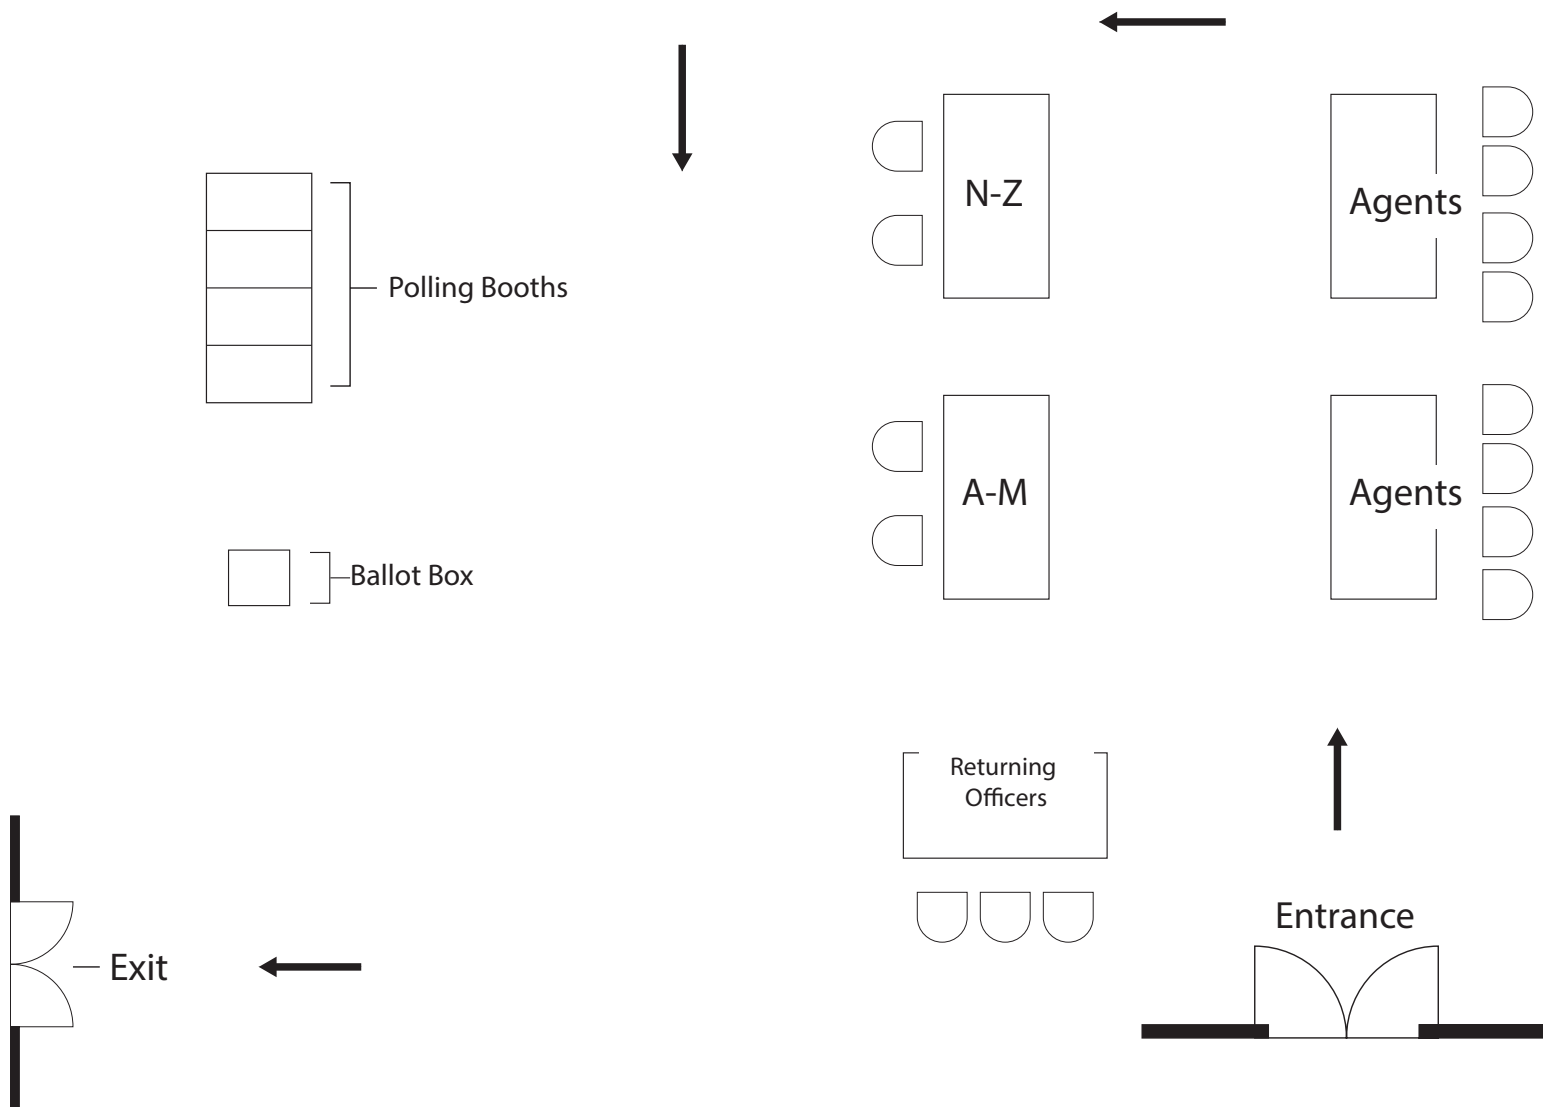 N-Z
Agents
Polling Booths
A-M
Agents
Ballot Box
Returning
Officers
Entrance
Exit